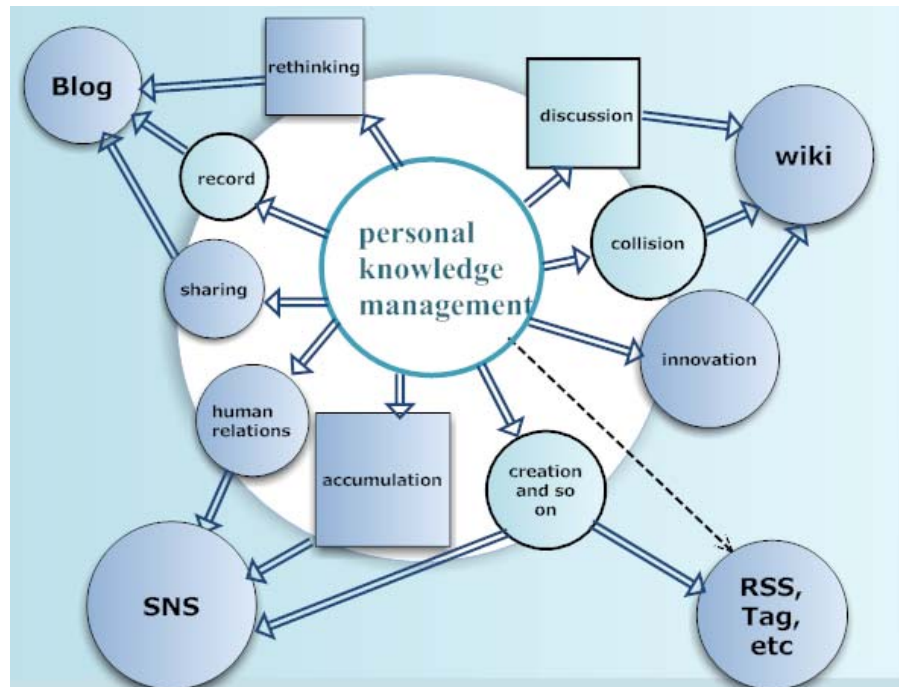 Blog
rethinking
discussion
wiki
record
personal
knowledge
management
collision
sharing
innovation
human
relations
accumulation
creation
and so
on
SNS
RSS,
Tag,
etc